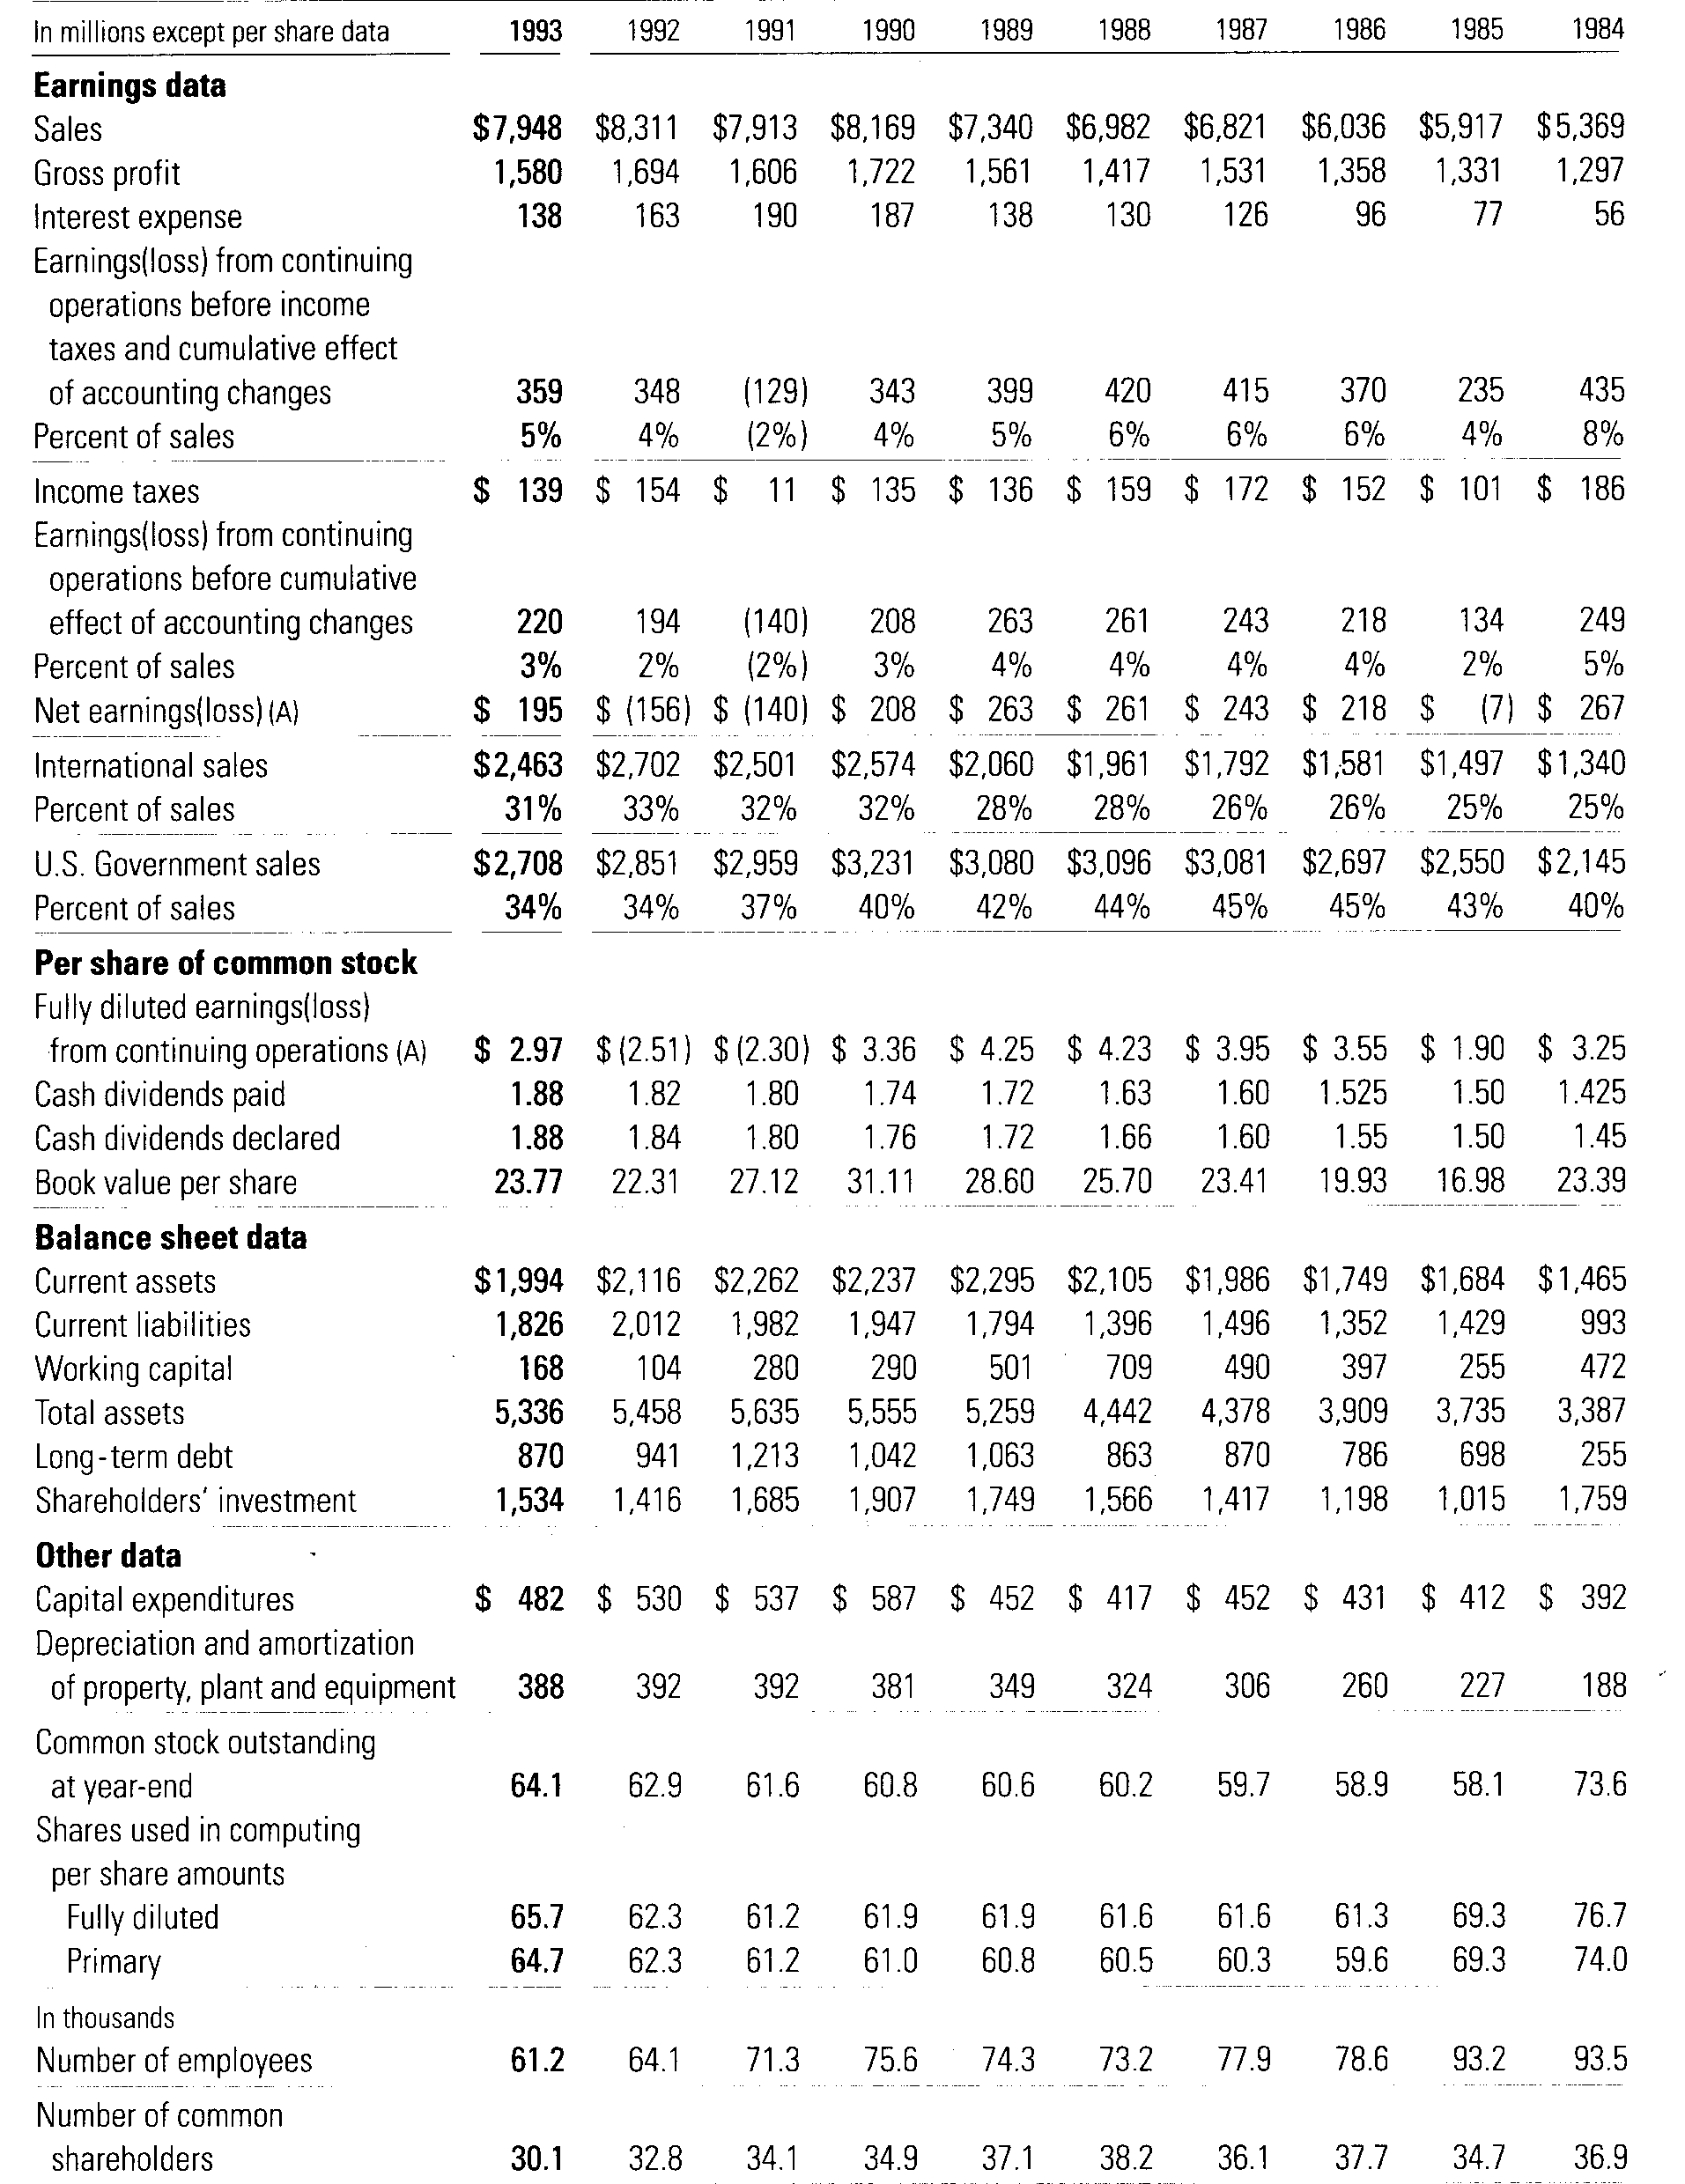 In millions except per share data 1993 1992 1991 1990 1989 1988 1987 1986 1985 1984
Earnings data
Sales $7,948 $8,311 $7,913 $8,169 $7,340 $6,982 $6,821 $6,036 $5,917 $5,369
Gross profit 1,580 1,694 1,606 1,722 1,561 1,417 1,531 1,358 1,331 1,297
Interest expense 138 163 190 187 138 130 126 96 77 56
Earnings(loss) from continuing
operations before income
taxes and cumulative effect
of accounting changes 359 348 (129) 343 399 420 415 370 235 435
Percent of sales 5% 4% (2%) 4% 5% 6% 6% 6% 4% 8%
Income taxes $ 139 $ 154 $ 11 $ 135 $ 136 $ 159 $ 172 $ 152 $ 101 $ 186
Earnings(loss) from continuing
operations before cumulative
effect of accounting changes 220 194 (140) 208 263 261 243 218 134 249
Percent of sales 3% 2% (2%) 3% 4% 4% 4% 4% 2% 5%
Net earnings(loss) (A) $ 195 $ (156) $ (140) $ 208 $ 263 $ 261 $ 243 $ 218 $ (7) $ 267
International sales $2,463 $2,702 $2,501 $2,574 $2,060 $1,961 $1,792 $1,581 $1,497 $1,340
Percent of sales 31% 33% 32% 32% 28% 28% 26% 26% 25% 25%
U.S. Government sales $2,708 $2,851 $2,959 $3,231 $3,080 $3,096 $3,081 $2,697 $2,550 $2,145
Percent of sales 34% 34% 37% 40% 42% 44% 45% 45% 43% 40%
Per share of common stock
Fully diluted earnings(loss)
from continuing operations (A) $ 2.97 $ (2.51) $ (2.30) $ 3.36 $ 4.25 $ 4.23 $ 3.95 $ 3.55 $ 1.90 $ 3.25
Cash dividends paid 1.88 1.82 1.80 1.74 1.72 1.63 1.60 1.525 1.50 1.425
Cash dividends declared 1.88 1.84 1.80 1.76 1.72 1.66 1.60 1.55 1.50 1.45
Book value per share 23.77 22.31 27.12 31.11 28.60 25.70 23.41 19.93 16.98 23.39
Balance sheet data
Current assets $1,994 $2,116 $2,262 $2,237 $2,295 $2,105 $1,986 $1,749 $1,684 $1,465
Current liabilities 1,826 2,012 1,982 1,947 1,794 1,396 1,496 1,352 1,429 993
Working capital 168 104 280 290 501 709 490 397 255 472
Total assets 5,336 5,458 5,635 5,555 5,259 4,442 4,378 3,909 3,735 3,387
Long-term debt 870 941 1,213 1,042 1,063 863 870 786 698 255
Shareholders' investment 1,534 1,416 1,685 1,907 1,749 1,566 1,417 1,198 1,015 1,759
Other data
Capital expenditures $ 482 $ 530 $ 537 $ 587 $ 452 $ 417 $ 452 $ 431 $ 412 $ 392
Depreciation and amortization
of property, plant and equipment 388 392 392 381 349 324 306 260 227 188
Common stock outstanding
at year-end 64.1 62.9 61.6 60.8 60.6 60.2 59.7 58.9 58.1 73.6
Shares used in computing
per share amounts
Fully diluted 65.7 62.3 61.2 61.9 61.9 61.6 61.6 61.3 69.3 76.7
Primary 64.7 62.3 61.2 61.0 60.8 60.5 60.3 59.6 69.3 74.0
In thousands
Number of employees 61.2 64.1 71.3 75.6 74.3 73.2 77.9 78.6 93.2 93.5
Number of common
shareholders 30.1 32.8 34.1 34.9 37.1 38.2 36.1 37.7 34.7 36.9